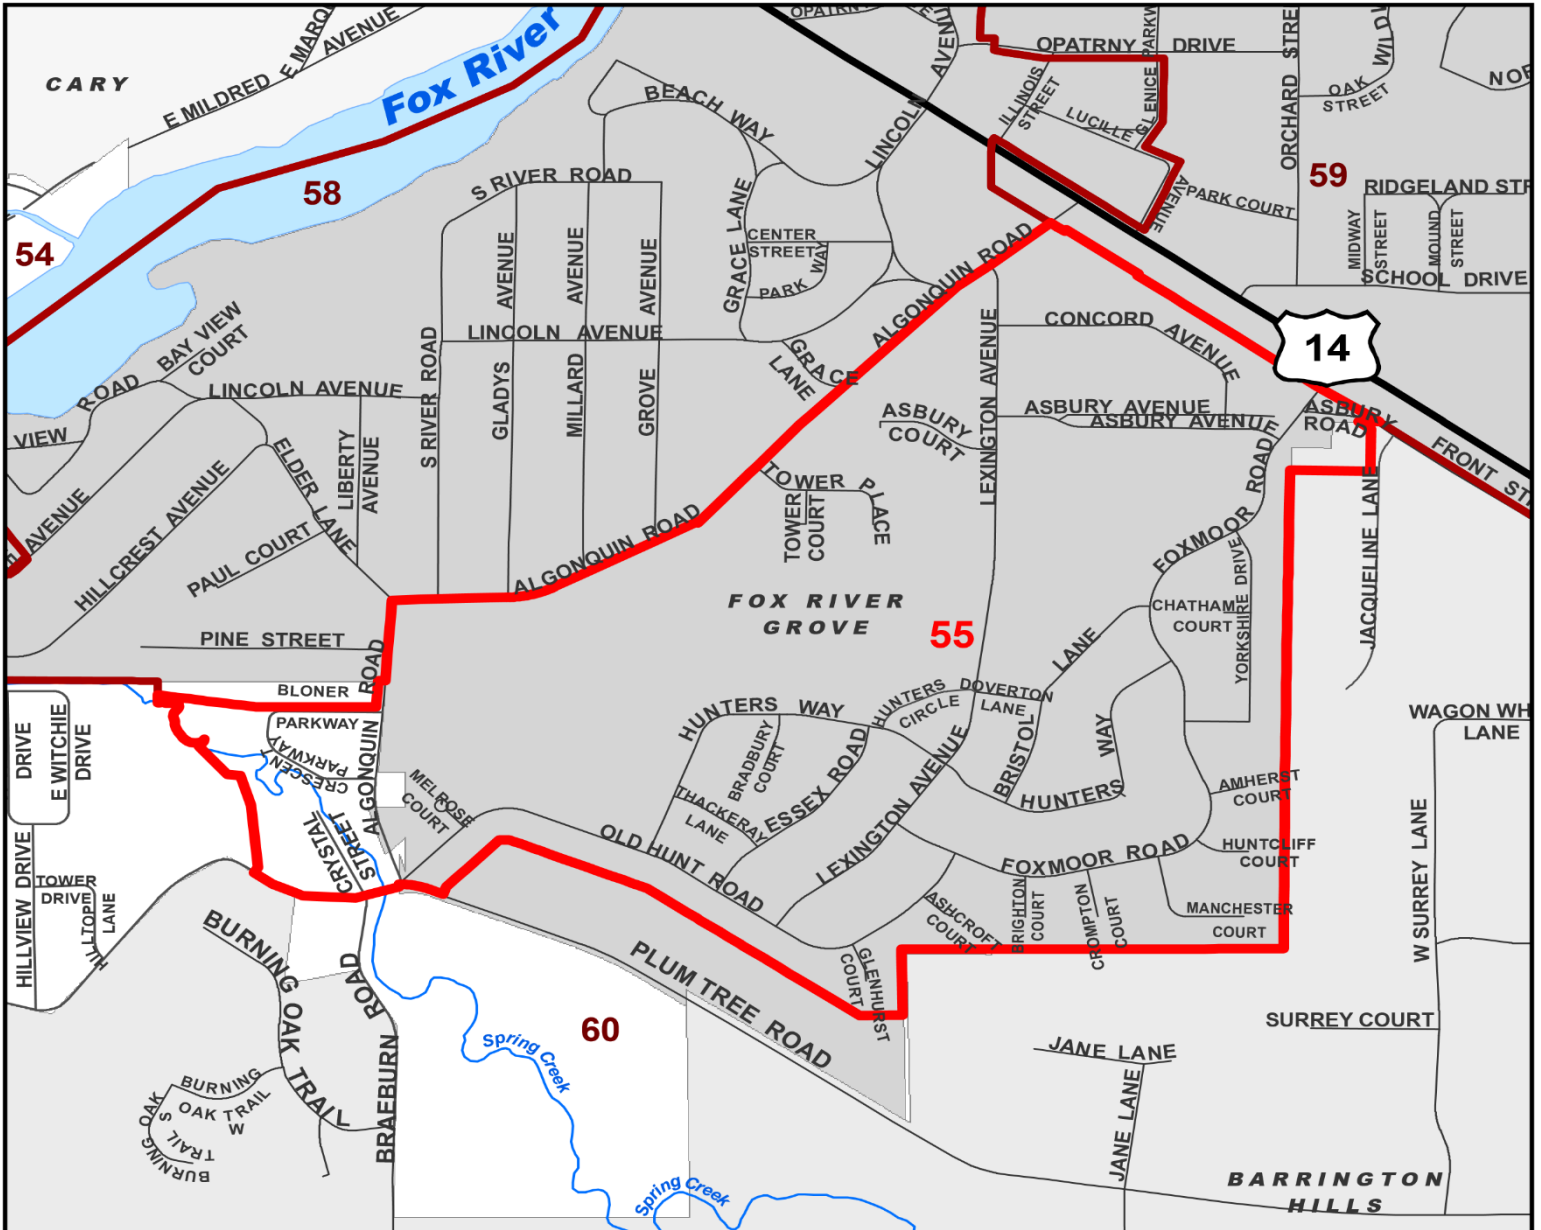 CARY
E MARQU
AVENUE
E MILDRED
Fox River
OPATRN
AVENUE
LINCOLN
OPATRNY DRIVE
GLENICE PARKW
ILLINOIS
STREET
LUCILLE
AVENUE
ORCHARD STRE
OAK
STREET
NOR
59
RIDGELAND STR
PARK COURT
MIDWAY
STREET
MOUND
STREET
SCHOOL DRIVE
58
54
BEACH WAY
S RIVER ROAD
GRACE LANE
CENTER
STREET
WAY
PARK
GLADYS
AVENUE
MILLARD
AVENUE
GROVE
AVENUE
LINCOLN AVENUE
S RIVER ROAD
GRACE
LANE
ALGONQUIN ROAD
BAY VIEW
COURT
ROAD
VIEW
LINCOLN AVENUE
AVENUE
HILLCREST AVENUE
ELDER LANE
LIBERTY
AVENUE
PAUL COURT
PINE STREET
LEXINGTON AVENUE
CONCORD AVENUE
14
ASBURY AVENUE
ASBURY AVENUE
ASBURY
COURT
ASBURY
ROAD
FRONT ST
TOWER PLACE
TOWER
COURT
ALGONQUIN ROAD
FOX RIVER
GROVE
55
FOXMOOR ROAD
CHATHAM
COURT
YORKSHIRE DRIVE
JACQUELINE LANE
LANE
BRISTOL
DOVERTON
LANE
HUNTERS
CIRCLE
HUNTERS WAY
BRADBURY
COURT
ESSEX ROAD
THACKERAY
LANE
LEXINGTON AVENUE
HUNTERS
WAY
AMHERST
COURT
HUNTCLIFF
COURT
FOXMOOR ROAD
MANCHESTER
COURT
BRIGHTON
COURT
CROMPTON
COURT
ASHCROFT
COURT
GLENHURST
COURT
OLD HUNT ROAD
MELROSE
COURT
BLONER
PARKWAY
PARKWAY
CRESCEN
T
ALGONQUIN
ROAD
CRYSTAL
STREET
DRIVE
E WITCHIE
DRIVE
HILLVIEW DRIVE
TOWER
DRIVE
HILLTOP
LANE
WAGON WH
LANE
W SURREY LANE
SURREY COURT
JANE LANE
JANE LANE
BARRINGTON
HILLS
PLUM TREE ROAD
60
Spring Creek
Spring Creek
BURNING OAK TRAIL
BRAEBURN
ROAD
BURNING
OAK TRAIL
W
BURNING OAK
TRAIL
S
BURNING